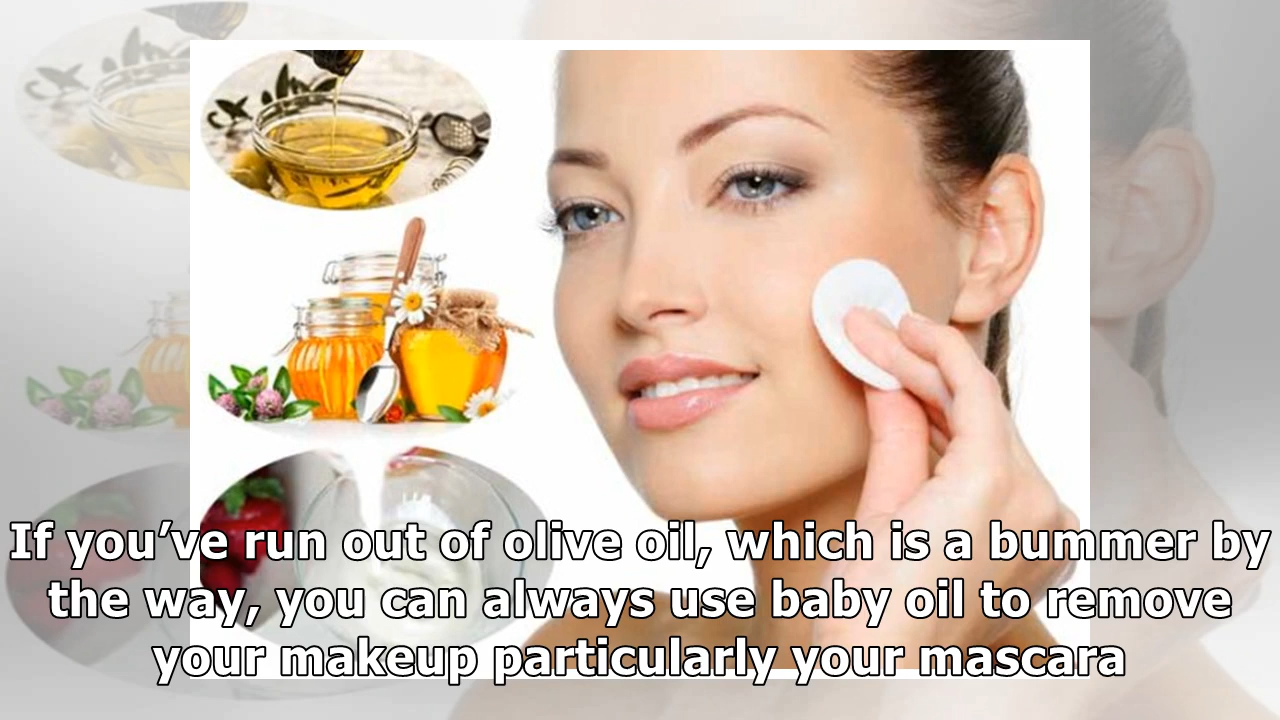 If you’ve run out of olive oil, which is a bummer by
the way, you can always use baby oil to remove
your makeup particularly your mascara